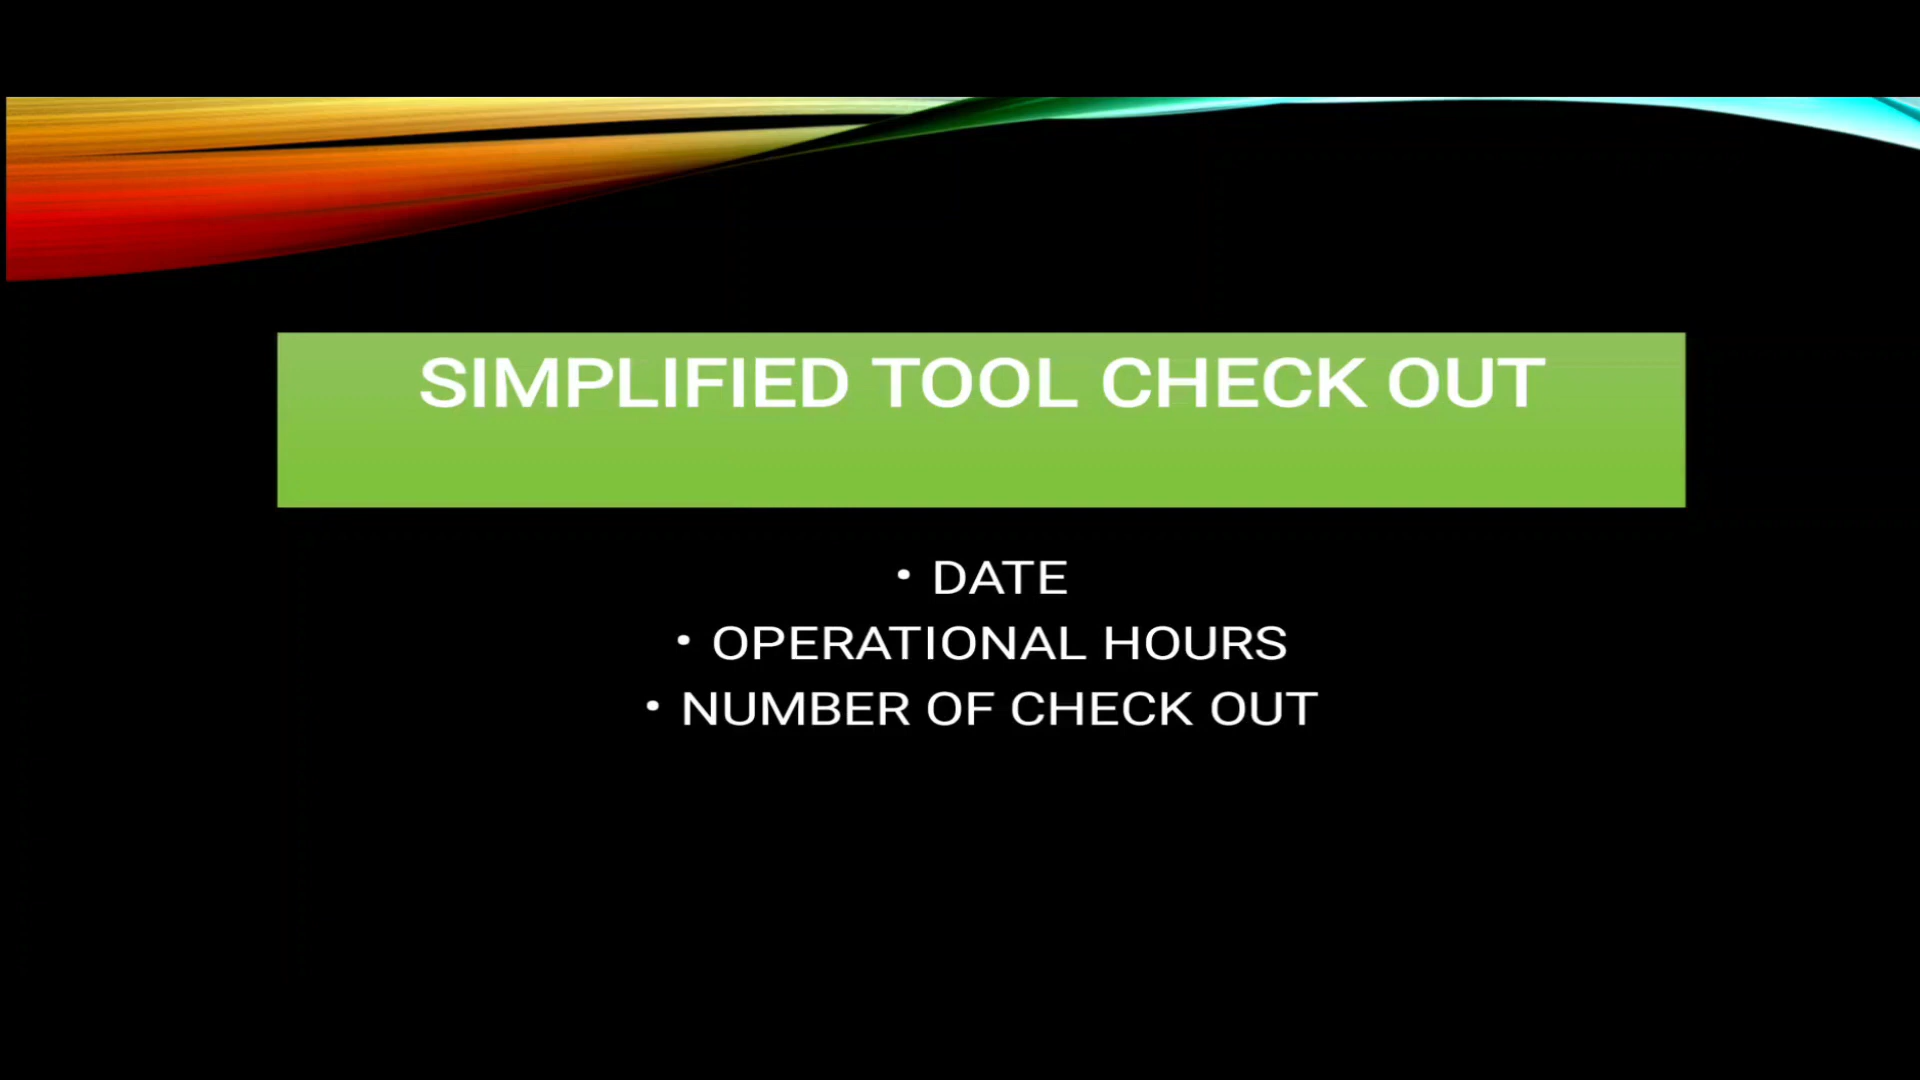 SIMPLIFIED TOOL CHECK OUT
• DATE
• OPERATIONAL HOURS
• NUMBER OF CHECK OUT